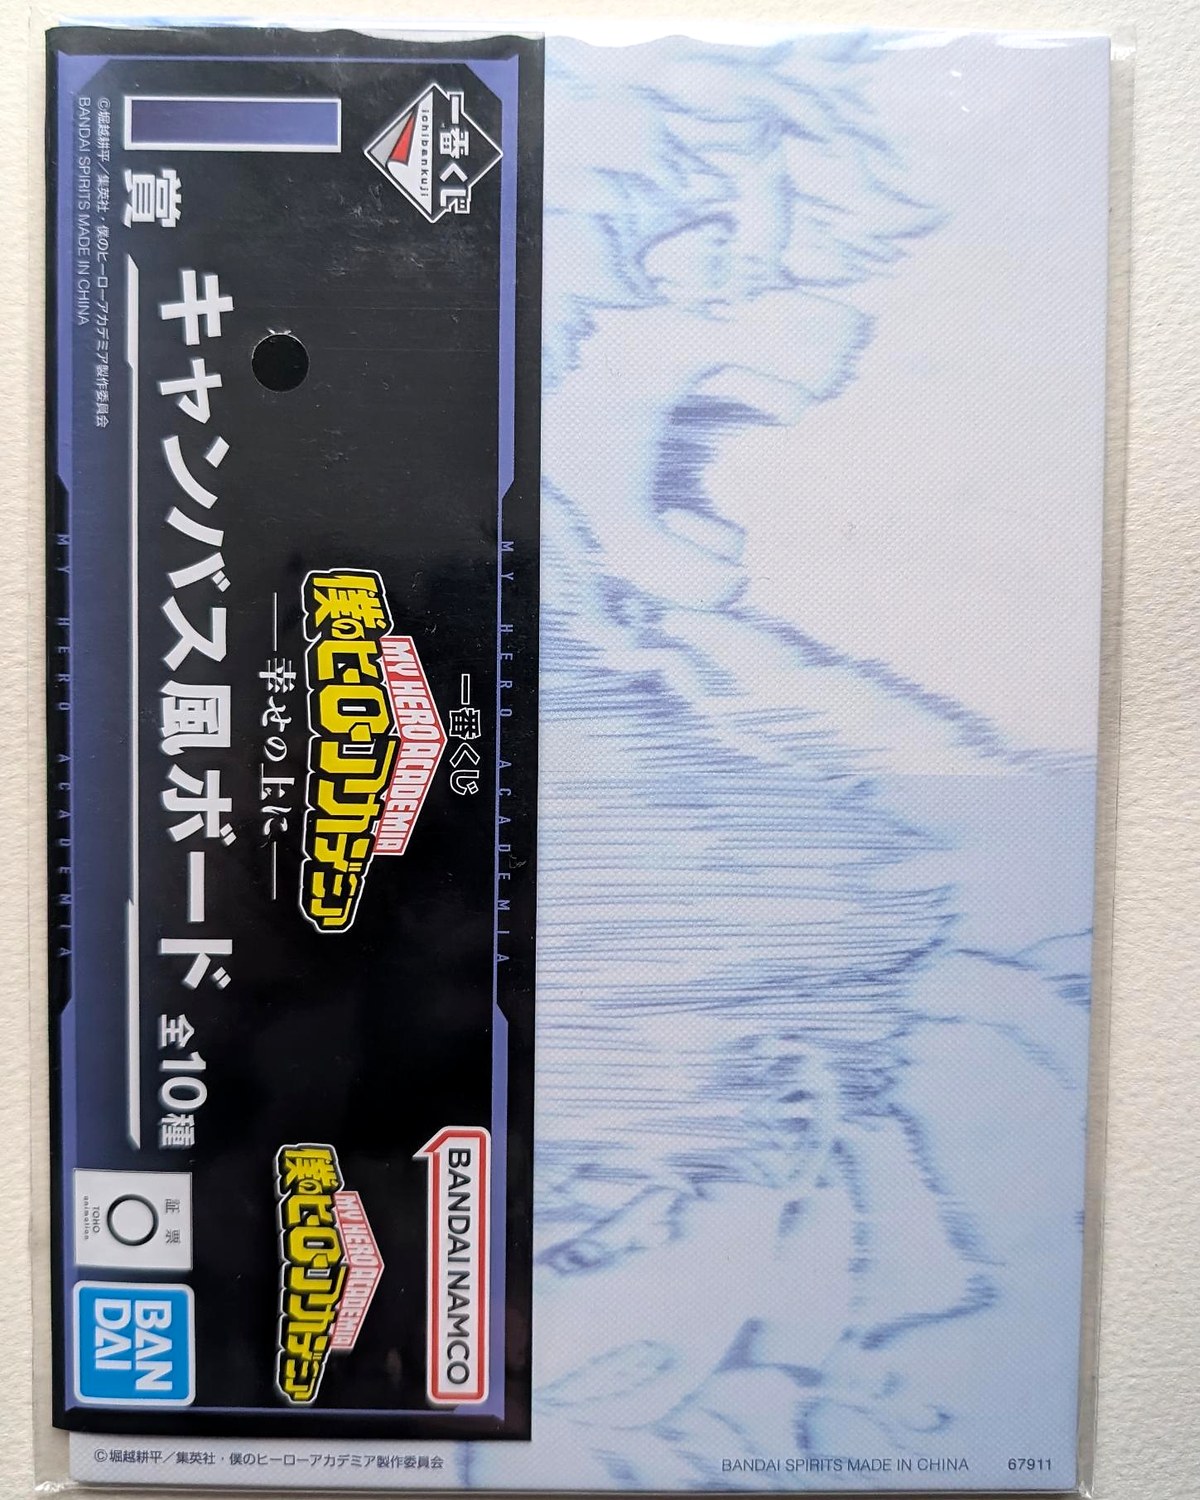 一番くじ
ichibankuji
I賞
©堀越耕平／集英社・僕のヒーローアカデミア製作委員会
BANDAI SPIRITS MADE IN CHINA
MY HERO ACADEMIA
一番くじ
MY HERO ACADEMIA
僕のヒーローアカデミア
幸せの上に
キャンバス風ボード 全10種
MY HERO ACADEMIA
BANDAI NAMCO
MY HERO ACADEMIA
僕のヒーローアカデミア
証票
TOHO
animation
BAN
DAI
©堀越耕平／集英社・僕のヒーローアカデミア製作委員会
BANDAI SPIRITS MADE IN CHINA 67911